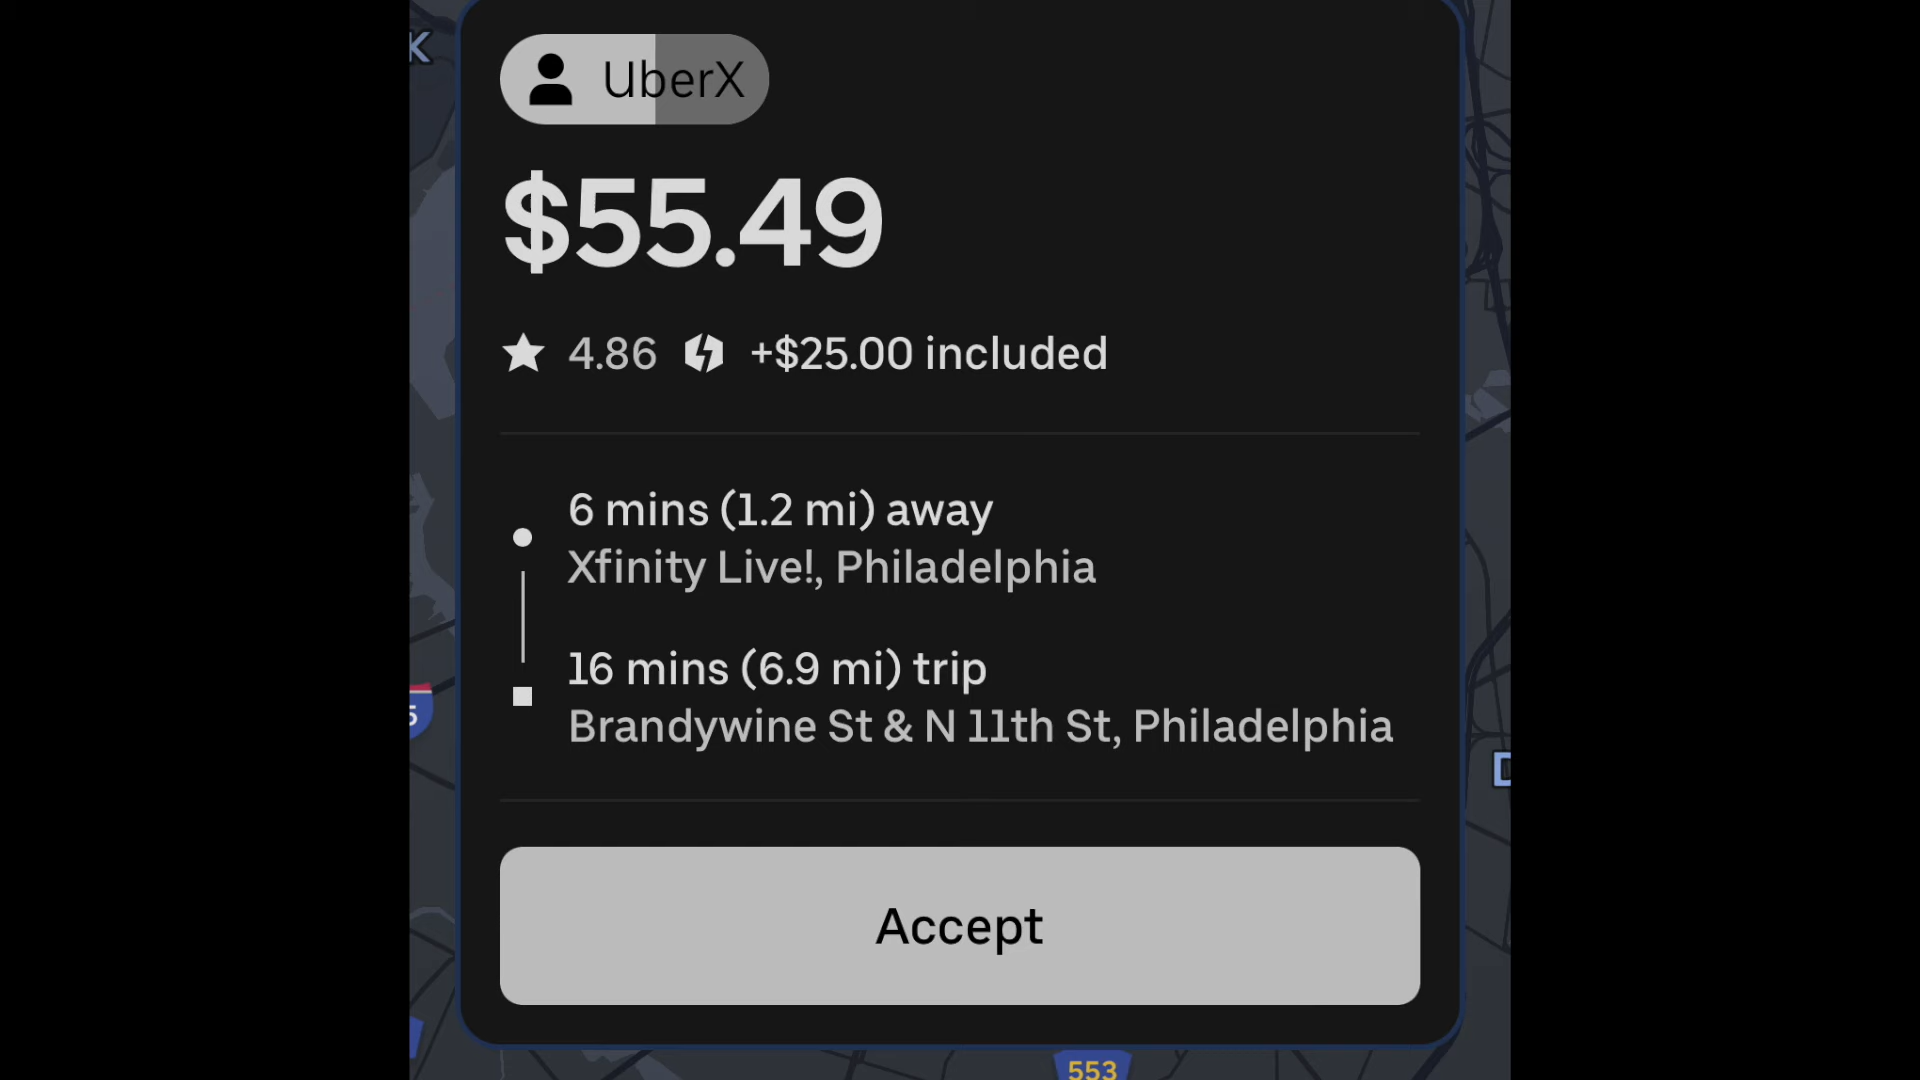 K
UberX
$55.49
4.86 +$25.00 included
6 mins (1.2 mi) away
Xfinity Live!, Philadelphia
16 mins (6.9 mi) trip
Brandywine St & N 11th St, Philadelphia
5
D
Accept
553